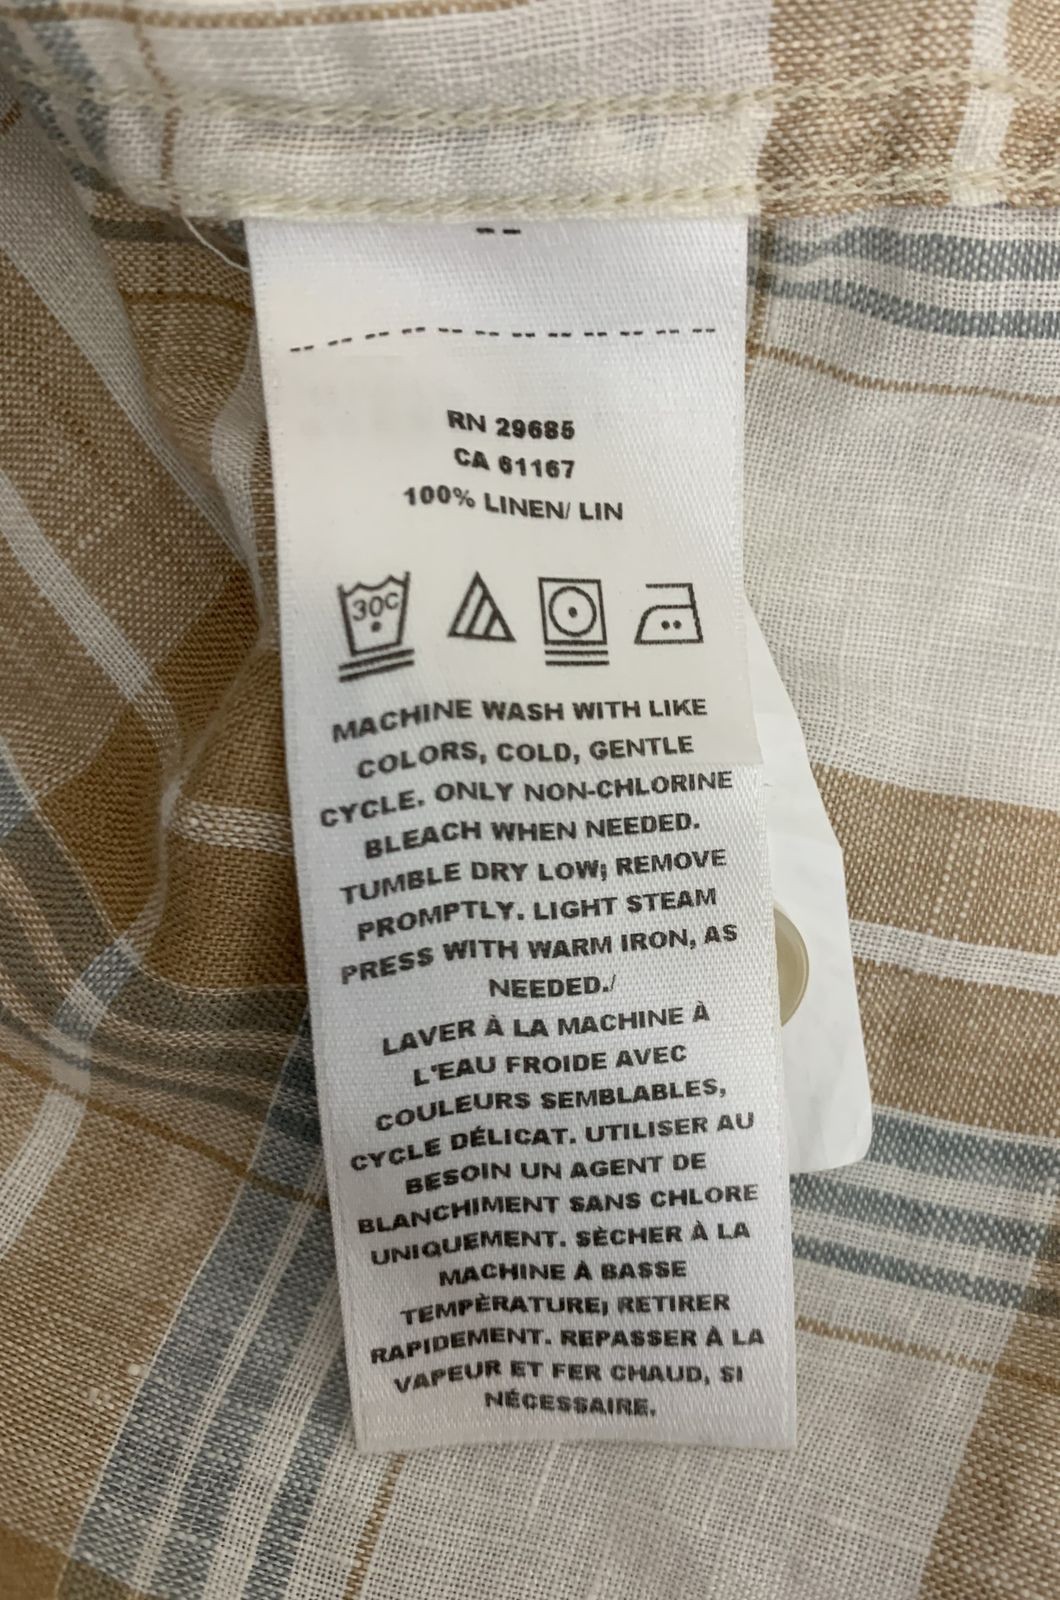 RN 29685
CA 61167
100% LINEN/ LIN
30C
MACHINE WASH WITH LIKE
COLORS, COLD, GENTLE
CYCLE. ONLY NON-CHLORINE
BLEACH WHEN NEEDED.
TUMBLE DRY LOW; REMOVE
PROMPTLY. LIGHT STEAM
PRESS WITH WARM IRON, AS
NEEDED./
LAVER À LA MACHINE À
L'EAU FROIDE AVEC
COULEURS SEMBLABLES,
CYCLE DÉLICAT. UTILISER AU
BESOIN UN AGENT DE
BLANCHIMENT SANS CHLORE
UNIQUEMENT. SÈCHER À LA
MACHINE À BASSE
TEMPÈRATURE; RETIRER
RAPIDEMENT. REPASSER À LA
VAPEUR ET FER CHAUD, SI
NÉCESSAIRE.